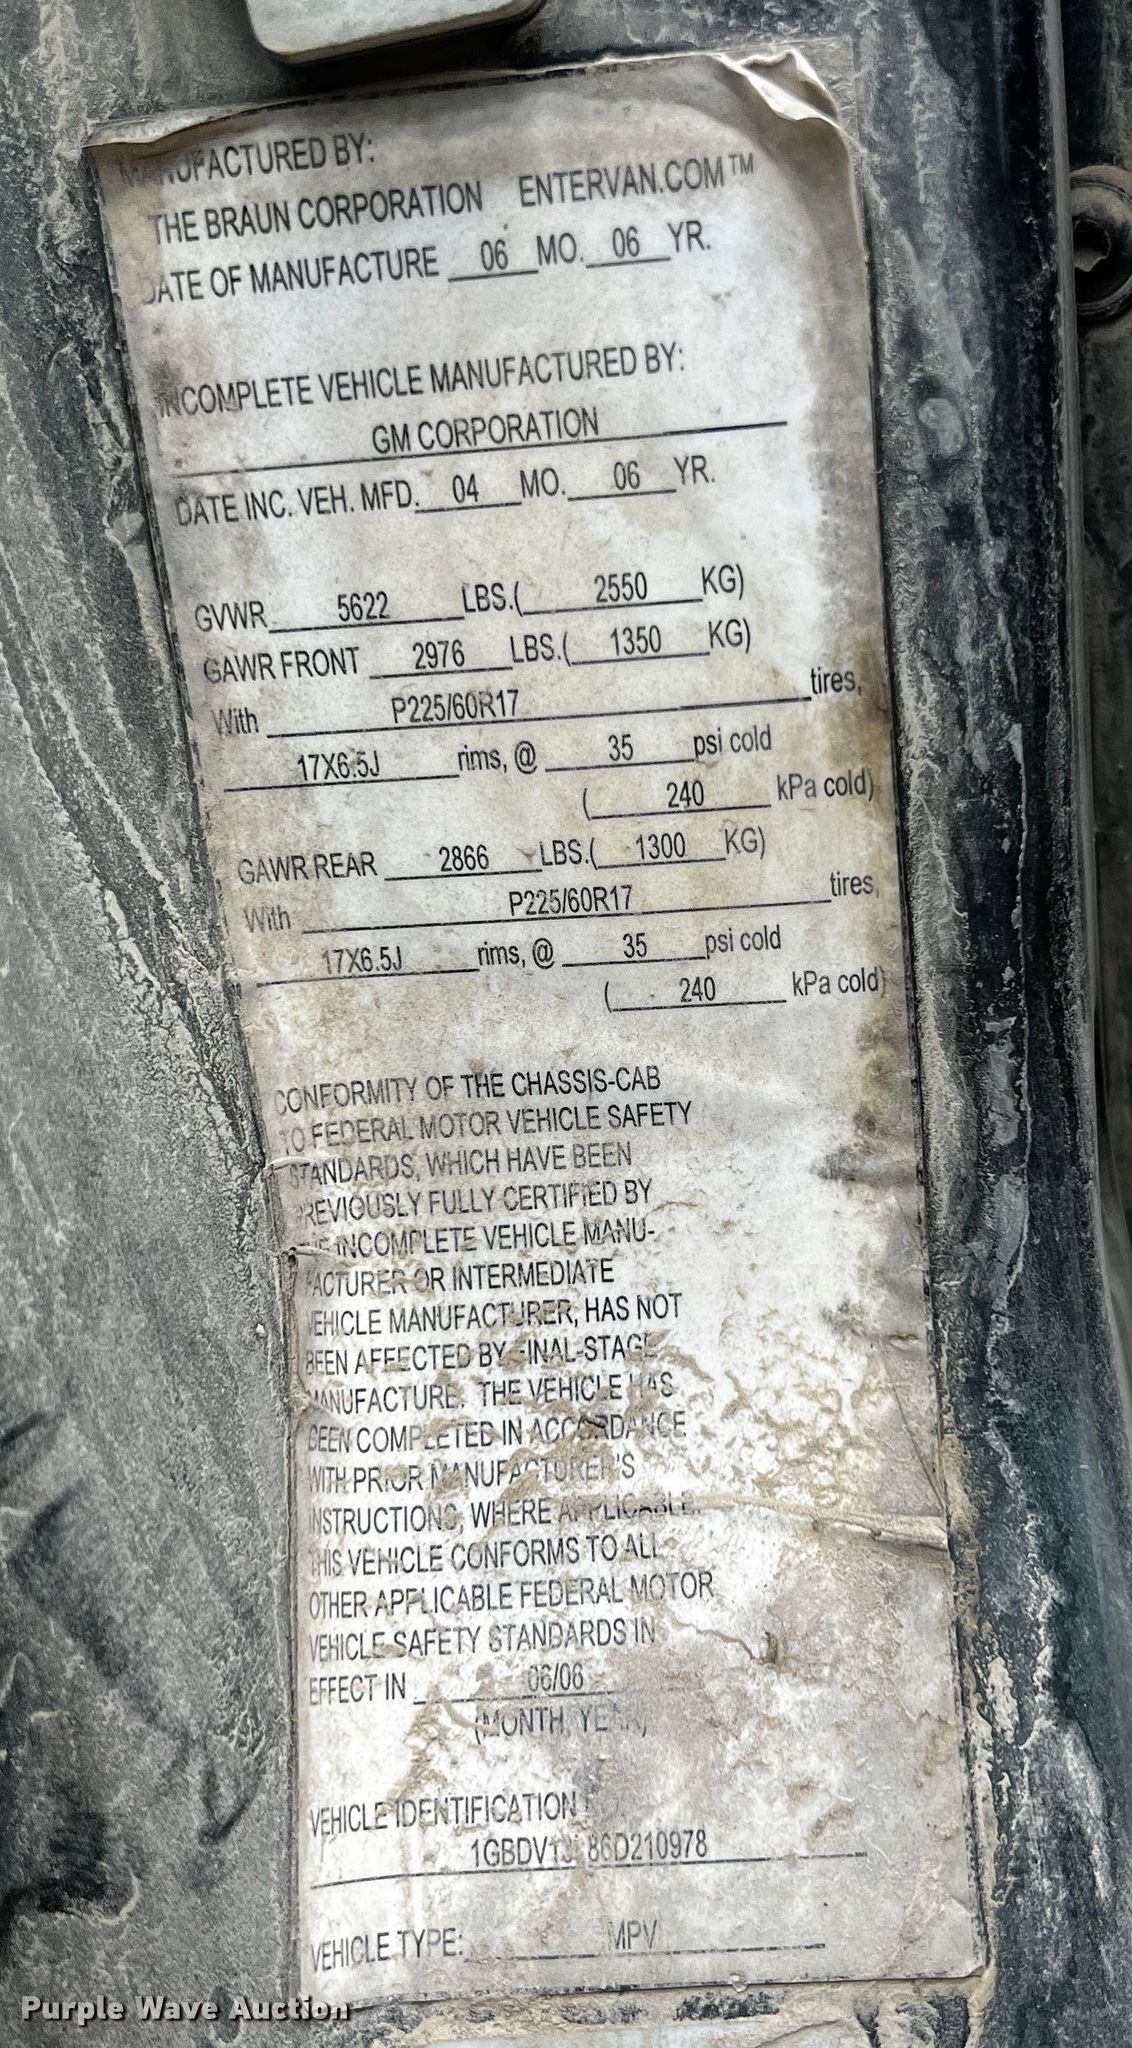 MANUFACTURED BY:
THE BRAUN CORPORATION ENTERVAN.COM™
DATE OF MANUFACTURE 06 MO. 06 YR.
INCOMPLETE VEHICLE MANUFACTURED BY:
GM CORPORATION
DATE INC. VEH. MFD. 04 MO. 06 YR.
GVWR 5622 LBS.( 2550 KG)
GAWR FRONT 2976 LBS.( 1350 KG)
With P225/60R17 tires,
17X6.5J rims, @ 35 psi cold
( 240 kPa cold)
GAWR REAR 2866 LBS.( 1300 KG)
With P225/60R17 tires,
17X6.5J rims, @ 35 psi cold
( 240 kPa cold)
CONFORMITY OF THE CHASSIS-CAB
TO FEDERAL MOTOR VEHICLE SAFETY
STANDARDS, WHICH HAVE BEEN
PREVIOUSLY FULLY CERTIFIED BY
THE INCOMPLETE VEHICLE MANU-
FACTURER OR INTERMEDIATE
VEHICLE MANUFACTURER, HAS NOT
BEEN AFFECTED BY FINAL-STAGE
MANUFACTURE. THE VEHICLE HAS
BEEN COMPLETED IN ACCORDANCE
WITH PRIOR MANUFACTURER'S
INSTRUCTIONS, WHERE APPLICABLE.
THIS VEHICLE CONFORMS TO ALL
OTHER APPLICABLE FEDERAL MOTOR
VEHICLE SAFETY STANDARDS IN
EFFECT IN 06/06
(MONTH, YEAR)
VEHICLE IDENTIFICATION
VEHICLE TYPE: MPV
Purple Wave Auction